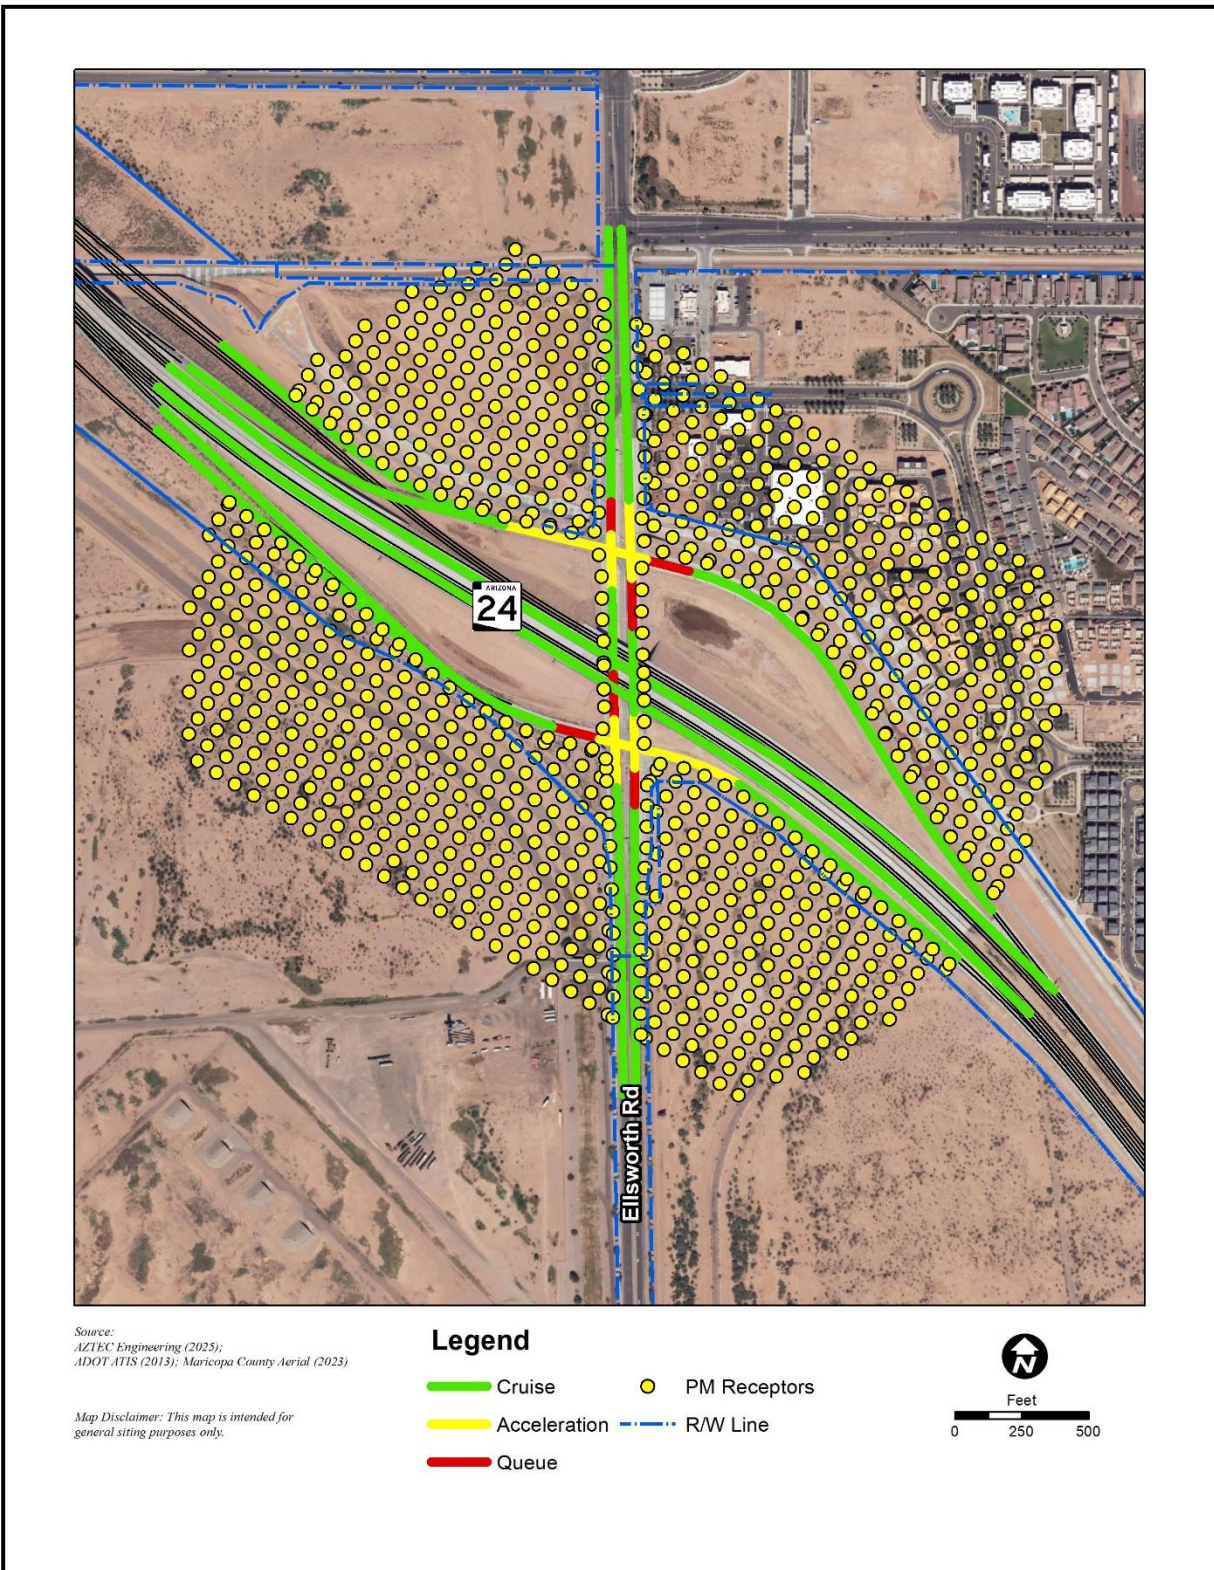 ARIZONA
24
Ellsworth Rd
Source:
AZTEC Engineering (2025);
ADOT ATIS (2013); Maricopa County Aerial (2023)
Map Disclaimer: This map is intended for
general siting purposes only.
Legend
Cruise
PM Receptors
Acceleration
R/W Line
Queue
N
Feet
0 250 500